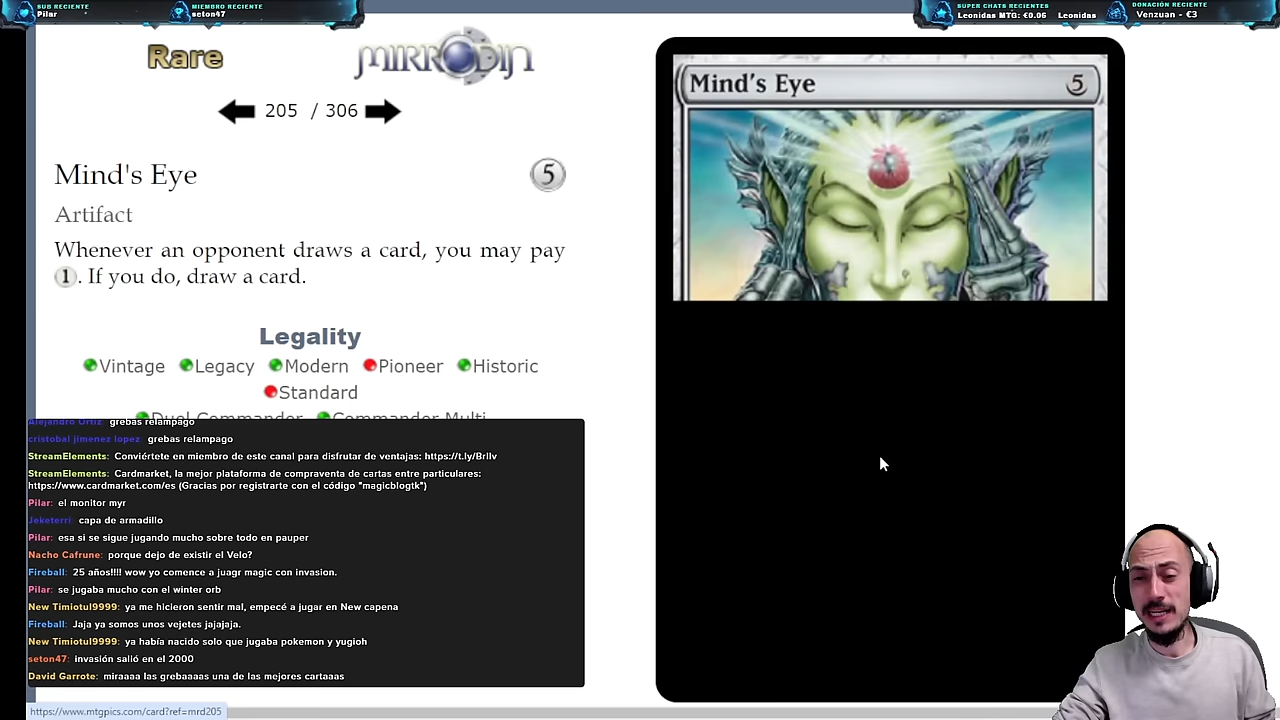 SUB RECIENTE
Pilar
MIEMBRO RECIENTE
seton47
SUPER CHATS RECIENTES
Leonidas MTG: €0.06 Leonidas
DONACIÓN RECIENTE
Venzuan - €3
Rare
MIRRODIN
205 / 306
Mind's Eye 5
Artifact
Whenever an opponent draws a card, you may pay
1. If you do, draw a card.
Legality
Vintage Legacy Modern Pioneer Historic
Standard
Duel Commander Commander Multi
Mind's Eye 5
Alejandro Ortiz: grebas relampago
cristobal jimenez lopez: grebas relampago
StreamElements: Conviértete en miembro de este canal para disfrutar de ventajas: https://t.ly/BrlIv
StreamElements: Cardmarket, la mejor plataforma de compraventa de cartas entre particulares:
https://www.cardmarket.com/es (Gracias por registrarte con el código "magicblogtk")
Pilar: el monitor myr
Joketerri: capa de armadillo
Pilar: esa si se sigue jugando mucho sobre todo en pauper
Nacho Cafrune: porque dejo de existir el Velo?
Fireball: 25 años!!!! wow yo comence a juagr magic con invasion.
Pilar: se jugaba mucho con el winter orb
New Timiotul9999: ya me hicieron sentir mal, empecé a jugar en New capena
Fireball: Jaja ya somos unos vejetes jajajaja.
New Timiotul9999: ya había nacido solo que jugaba pokemon y yugioh
seton47: invasión salió en el 2000
David Garrote: miraaaa las grebaaaas una de las mejores cartaaas
https://www.mtgpics.com/card?ref=mrd205